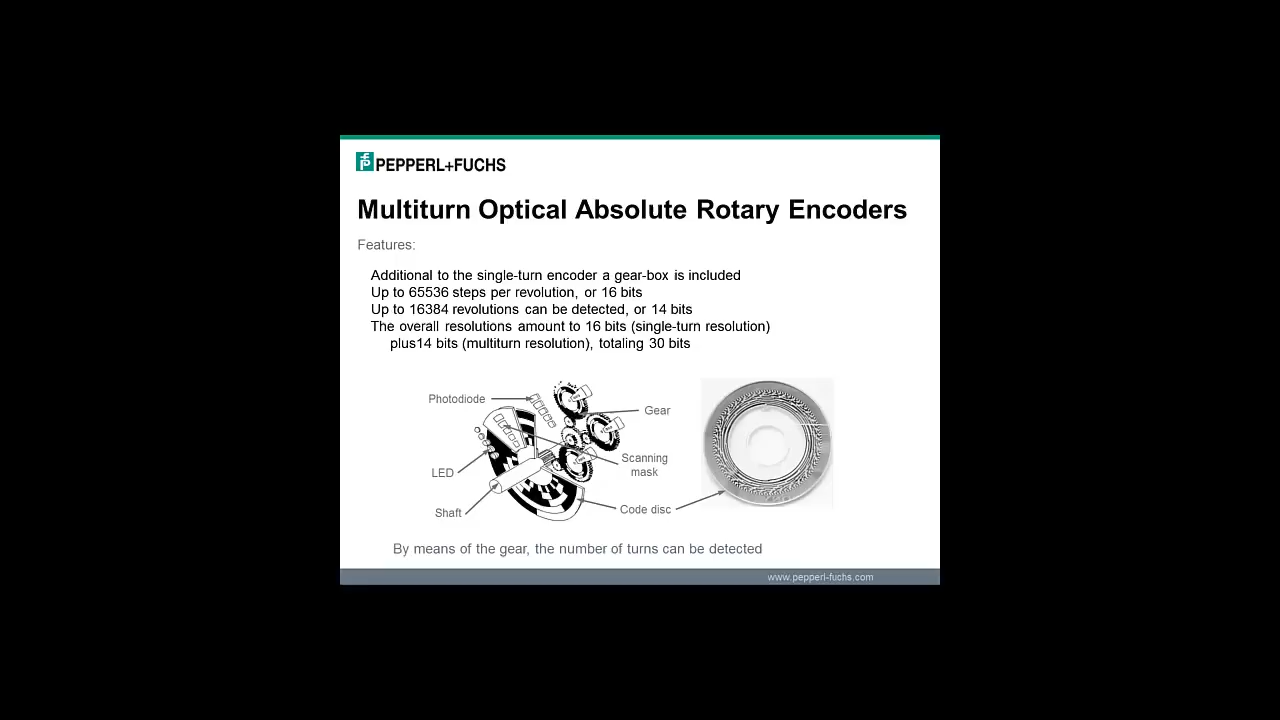 PEPPERL+FUCHS
Multiturn Optical Absolute Rotary Encoders
Features:
Additional to the single-turn encoder a gear-box is included
Up to 65536 steps per revolution, or 16 bits
Up to 16384 revolutions can be detected, or 14 bits
The overall resolutions amount to 16 bits (single-turn resolution)
plus14 bits (multiturn resolution), totaling 30 bits
Photodiode
Gear
Scanning
mask
LED
Shaft
Code disc
By means of the gear, the number of turns can be detected
www.pepperl-fuchs.com